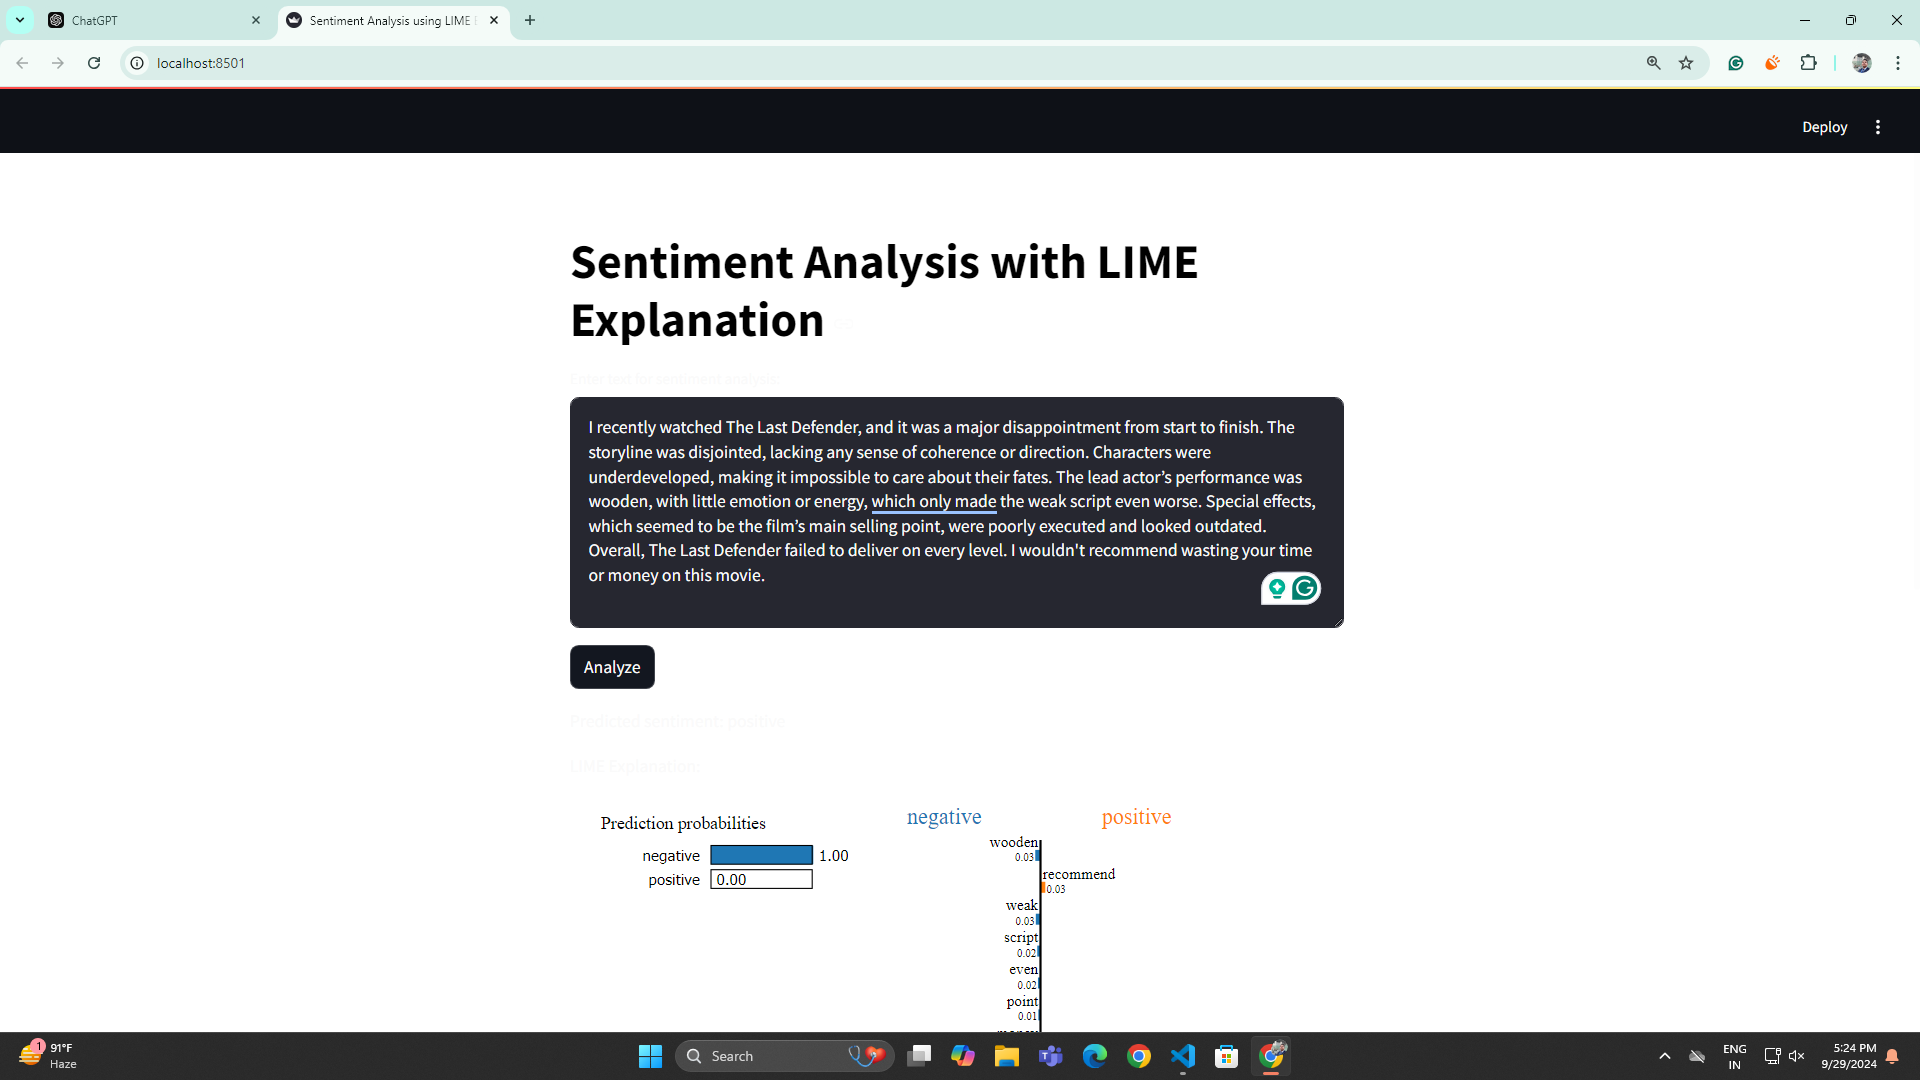 ChatGPT
Sentiment Analysis using LIME
localhost:8501
Deploy
Sentiment Analysis with LIME
Explanation
Enter text for sentiment analysis:
I recently watched The Last Defender, and it was a major disappointment from start to finish. The
storyline was disjointed, lacking any sense of coherence or direction. Characters were
underdeveloped, making it impossible to care about their fates. The lead actor’s performance was
wooden, with little emotion or energy, which only made the weak script even worse. Special effects,
which seemed to be the film’s main selling point, were poorly executed and looked outdated.
Overall, The Last Defender failed to deliver on every level. I wouldn't recommend wasting your time
or money on this movie.
Analyze
Predicted sentiment: positive
LIME Explanation:
Prediction probabilities
negative 1.00
positive 0.00
negative positive
wooden
0.03
recommend
0.03
weak
0.03
script
0.02
even
0.02
point
0.01
1
91°F
Haze
Search
ENG
IN
5:24 PM
9/29/2024